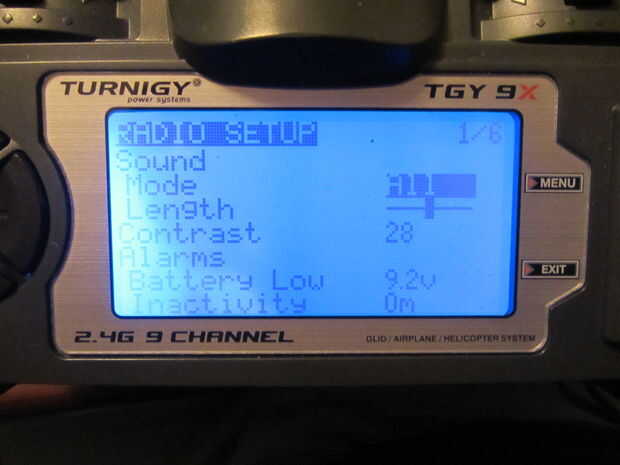 TURNIGY®
power systems
TGY 9X
RADIO SETUP 1/6
Sound
Mode All
Length
Contrast 28
Alarms
Battery Low 9.2v
Inactivity 0m
MENU
EXIT
2.4G 9 CHANNEL
GLID / AIRPLANE / HELICOPTER SYSTEM